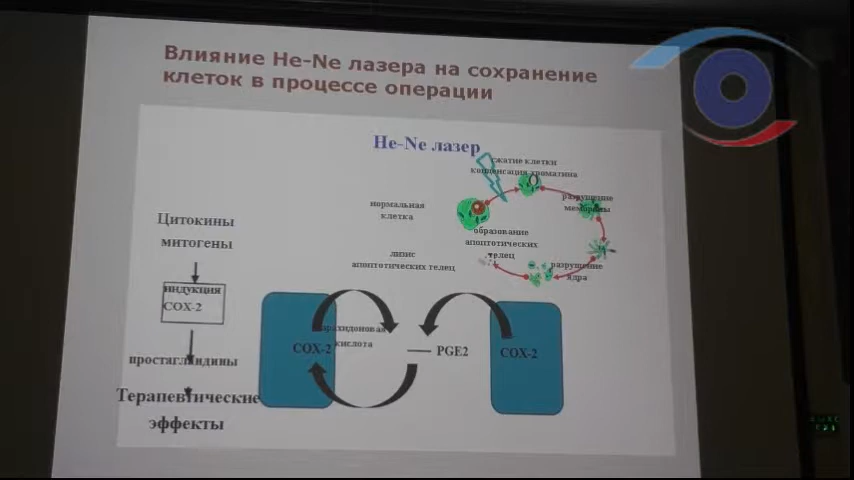 Влияние He-Ne лазера на сохранение
клеток в процессе операции
He-Ne лазер
сжатие клетки
конценсация хроматина
нормальная
клетка
разрушение
мембраны
образование
апоптотических
телец
лизис
апоптотических телец
разрушение
ядра
Цитокины
митогены
индукция
COX-2
простагландины
Терапевтические
эффекты
COX-2
арахидоновая
кислота
PGE2
COX-2